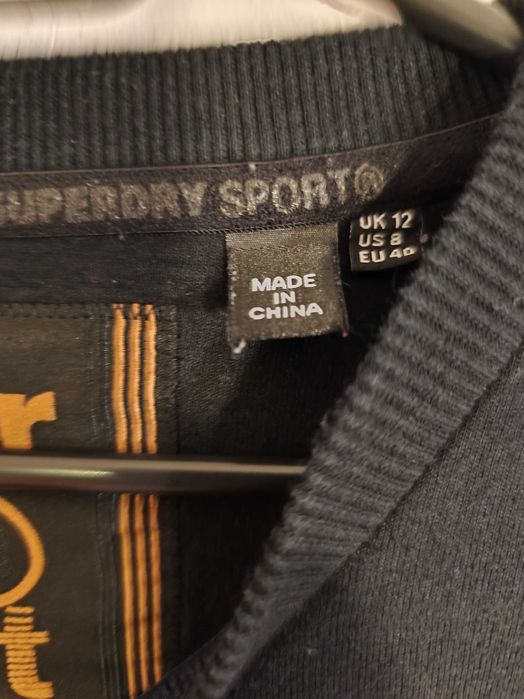 SUPERDRY SPORT®
UK 12
US 8
EU 40
MADE
IN
CHINA
r